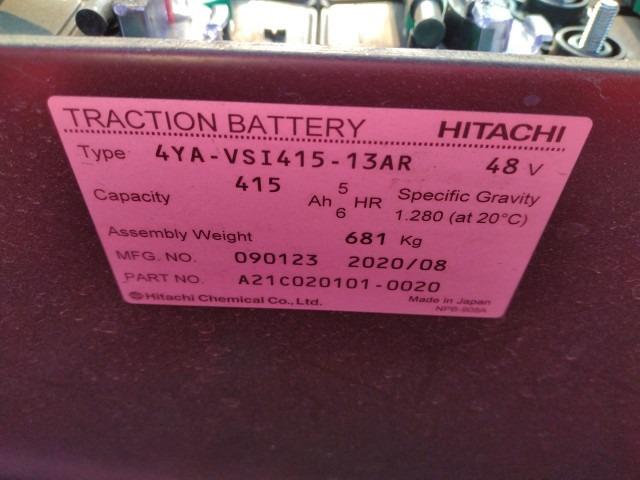 TRACTION BATTERY HITACHI
Type 4YA-VSI415-13AR 48 V
Capacity 415 Ah 5 6 HR Specific Gravity
1.280 (at 20°C)
Assembly Weight 681 Kg
MFG. NO. 090123 2020/08
PART NO. A21C020101-0020
Hitachi Chemical Co., Ltd. Made in Japan
NPB-908A